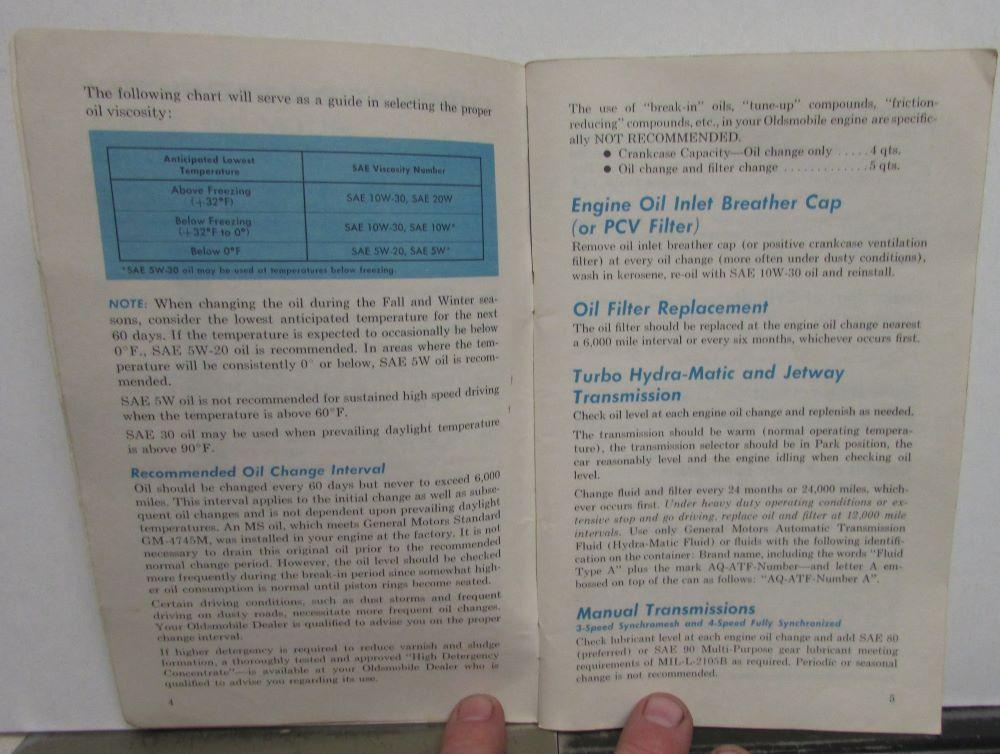 The following chart will serve as a guide in selecting the proper
oil viscosity:
Anticipated Lowest
Temperature
SAE Viscosity Number
Above Freezing
(+32°F)
SAE 10W-30, SAE 20W
Below Freezing
(+32°F to 0°)
SAE 10W-30, SAE 10W*
Below 0°F
SAE 5W-20, SAE 5W*
*SAE 5W-30 oil may be used at temperatures below freezing.
NOTE: When changing the oil during the Fall and Winter sea-
sons, consider the lowest anticipated temperature for the next
60 days. If the temperature is expected to occasionally be below
0°F., SAE 5W-20 oil is recommended. In areas where the tem-
perature will be consistently 0° or below, SAE 5W oil is recom-
mended.
SAE 5W oil is not recommended for sustained high speed driving
when the temperature is above 60°F.
SAE 30 oil may be used when prevailing daylight temperature
is above 90°F.
Recommended Oil Change Interval
Oil should be changed every 60 days but never to exceed 6,000
miles. This interval applies to the initial change as well as subse-
quent oil changes and is not dependent upon prevailing daylight
temperatures. An MS oil, which meets General Motors Standard
GM-4745M, was installed in your engine at the factory. It is not
necessary to drain this original oil prior to the recommended
normal change period. However, the oil level should be checked
more frequently during the break-in period since somewhat high-
er oil consumption is normal until piston rings become seated.
Certain driving conditions, such as dust storms and frequent
driving on dusty roads, necessitate more frequent oil changes.
Your Oldsmobile Dealer is qualified to advise you on the proper
change interval.
If higher detergency is required to reduce varnish and sludge
formation, a thoroughly tested and approved "High Detergency
Concentrate"—is available at your Oldsmobile Dealer who is
qualified to advise you regarding its use.
4
The use of "break-in" oils, "tune-up" compounds, "friction-
reducing" compounds, etc., in your Oldsmobile engine are specific-
ally NOT RECOMMENDED.
● Crankcase Capacity—Oil change only ..... 4 qts.
● Oil change and filter change ............ 5 qts.
Engine Oil Inlet Breather Cap
(or PCV Filter)
Remove oil inlet breather cap (or positive crankcase ventilation
filter) at every oil change (more often under dusty conditions),
wash in kerosene, re-oil with SAE 10W-30 oil and reinstall.
Oil Filter Replacement
The oil filter should be replaced at the engine oil change nearest
a 6,000 mile interval or every six months, whichever occurs first.
Turbo Hydra-Matic and Jetway
Transmission
Check oil level at each engine oil change and replenish as needed.
The transmission should be warm (normal operating tempera-
ture), the transmission selector should be in Park position, the
car reasonably level and the engine idling when checking oil
level.
Change fluid and filter every 24 months or 24,000 miles, which-
ever occurs first. Under heavy duty operating conditions or ex-
tensive stop and go driving, replace oil and filter at 12,000 mile
intervals. Use only General Motors Automatic Transmission
Fluid (Hydra-Matic Fluid) or fluids with the following identifi-
cation on the container: Brand name, including the words "Fluid
Type A" plus the mark AQ-ATF-Number—and letter A em-
bossed on top of the can as follows: "AQ-ATF-Number A".
Manual Transmissions
3-Speed Synchromesh and 4-Speed Fully Synchronized
Check lubricant level at each engine oil change and add SAE 80
(preferred) or SAE 90 Multi-Purpose gear lubricant meeting
requirements of MIL-L-2105B as required. Periodic or seasonal
change is not recommended.
5